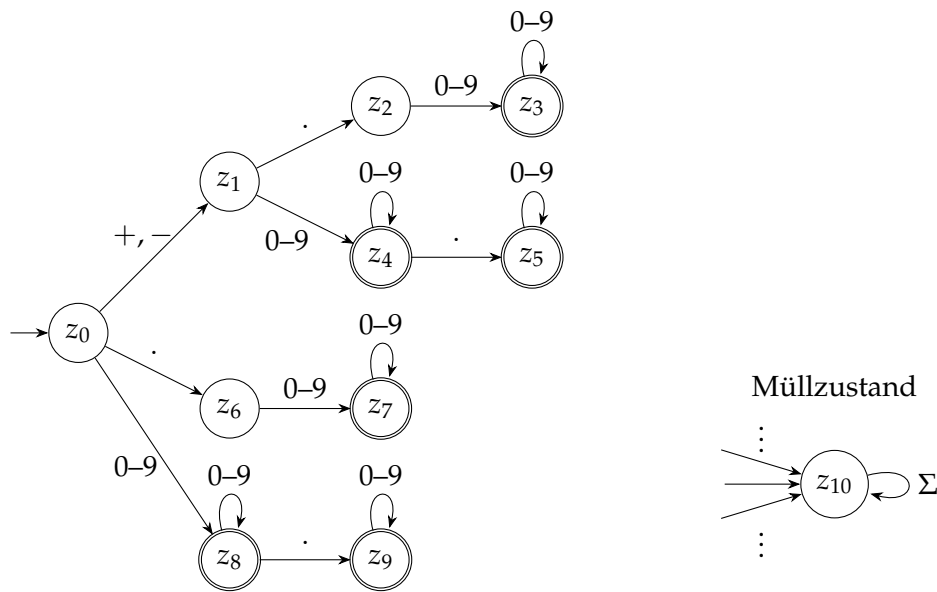 0–9
z2
0–9
z3
.
z1
0–9
0–9
+, −
0–9
z4
.
z5
z0
0–9
.
z6
0–9
z7
Müllzustand
0–9
0–9
0–9
z10
Σ
z8
.
z9